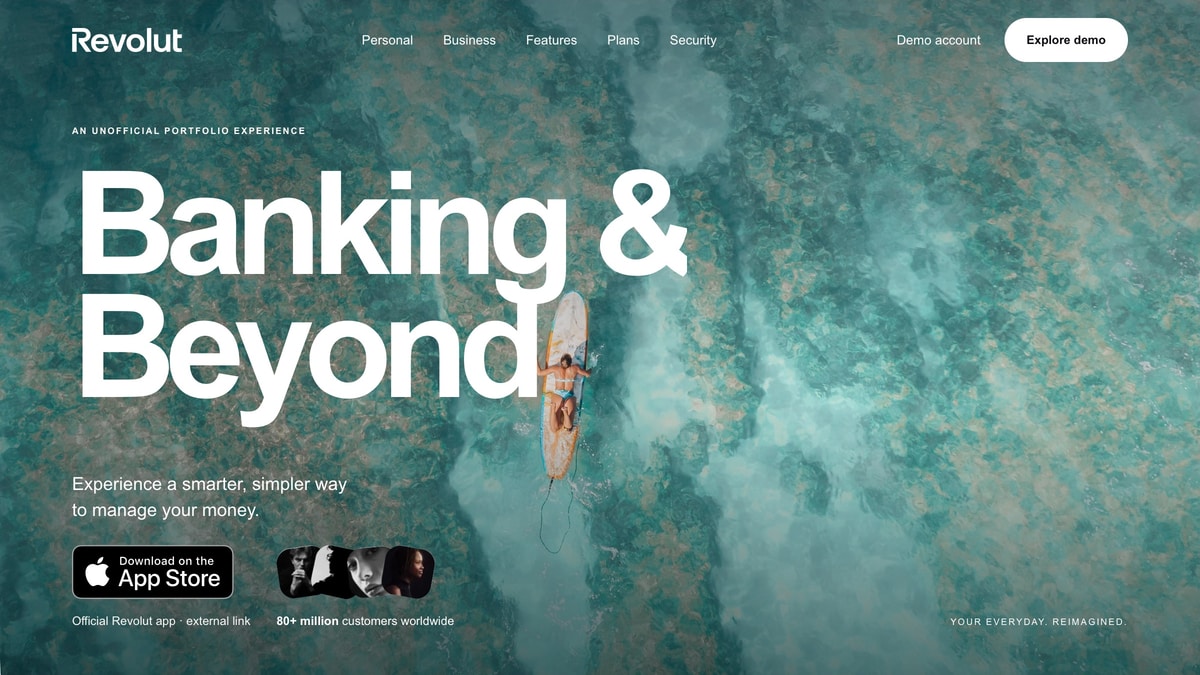 Revolut
Personal Business Features Plans Security
Demo account
Explore demo
AN UNOFFICIAL PORTFOLIO EXPERIENCE
Banking &
Beyond
Experience a smarter, simpler way
to manage your money.
Download on the
App Store
Official Revolut app · external link
80+ million customers worldwide
YOUR EVERYDAY. REIMAGINED.